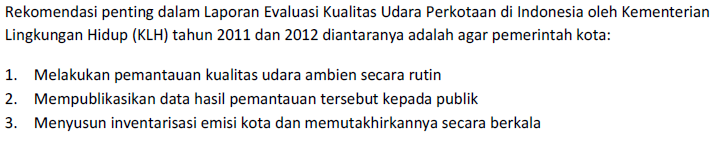 Rekomendasi penting dalam Laporan Evaluasi Kualitas Udara Perkotaan di Indonesia oleh Kementerian
Lingkungan Hidup (KLH) tahun 2011 dan 2012 diantaranya adalah agar pemerintah kota:
1. Melakukan pemantauan kualitas udara ambien secara rutin
2. Mempublikasikan data hasil pemantauan tersebut kepada publik
3. Menyusun inventarisasi emisi kota dan memutakhirkannya secara berkala